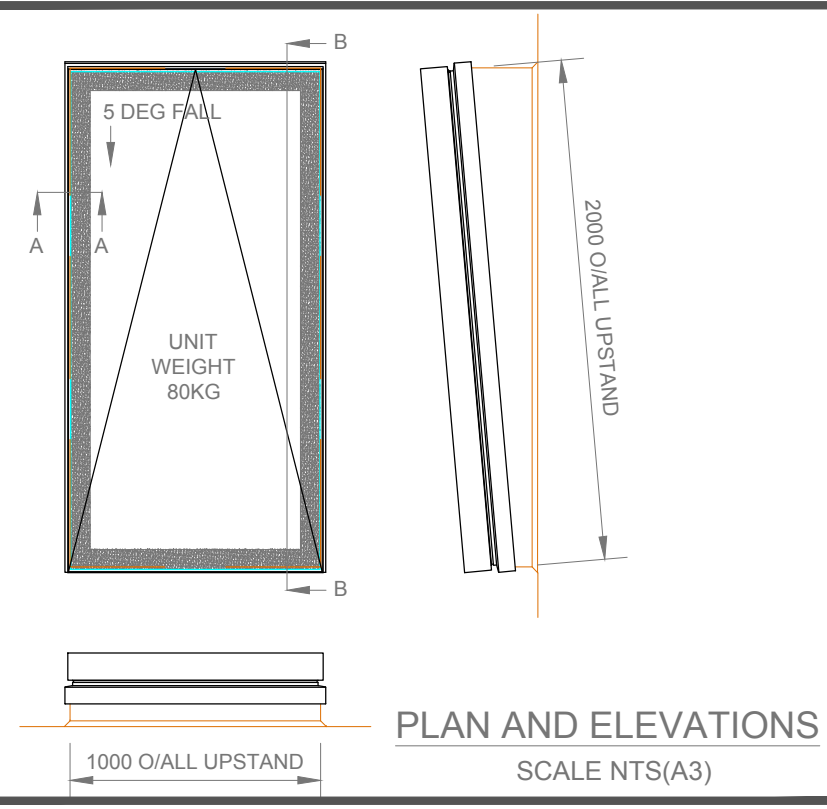 B
5 DEG FALL
A
A
UNIT
WEIGHT
80KG
B
2000 O/ALL UPSTAND
1000 O/ALL UPSTAND
PLAN AND ELEVATIONS
SCALE NTS(A3)